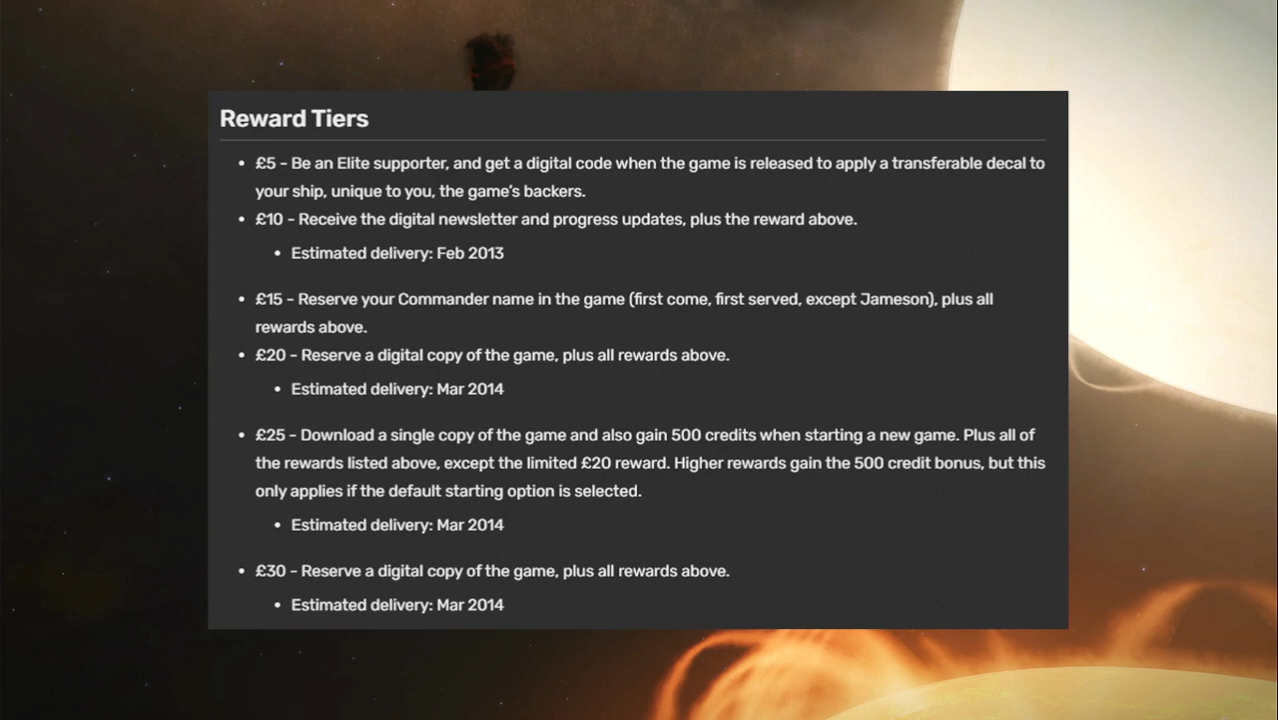 Reward Tiers
• £5 - Be an Elite supporter, and get a digital code when the game is released to apply a transferable decal to
your ship, unique to you, the game's backers.
• £10 - Receive the digital newsletter and progress updates, plus the reward above.
• Estimated delivery: Feb 2013
• £15 - Reserve your Commander name in the game (first come, first served, except Jameson), plus all
rewards above.
• £20 - Reserve a digital copy of the game, plus all rewards above.
• Estimated delivery: Mar 2014
• £25 - Download a single copy of the game and also gain 500 credits when starting a new game. Plus all of
the rewards listed above, except the limited £20 reward. Higher rewards gain the 500 credit bonus, but this
only applies if the default starting option is selected.
• Estimated delivery: Mar 2014
• £30 - Reserve a digital copy of the game, plus all rewards above.
• Estimated delivery: Mar 2014